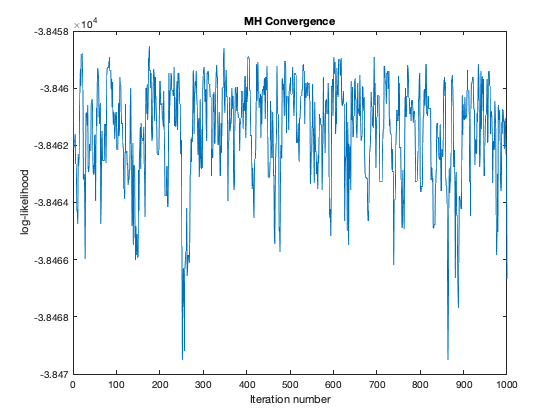 MH Convergence
×10⁴
-3.8458
-3.846
-3.8462
-3.8464
-3.8466
-3.8468
-3.847
log-likelihood
0 100 200 300 400 500 600 700 800 900 1000
Iteration number